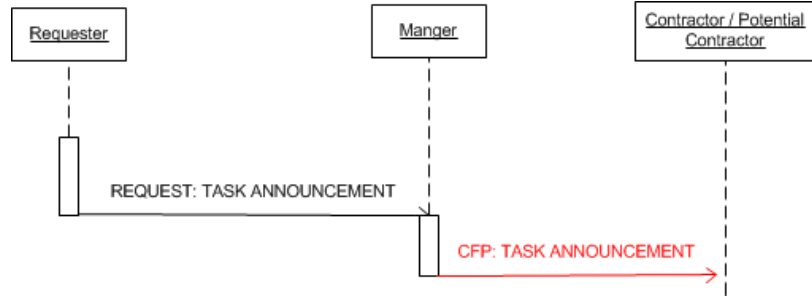 Requester
Manger
Contractor / Potential
Contractor
REQUEST: TASK ANNOUNCEMENT
CFP: TASK ANNOUNCEMENT